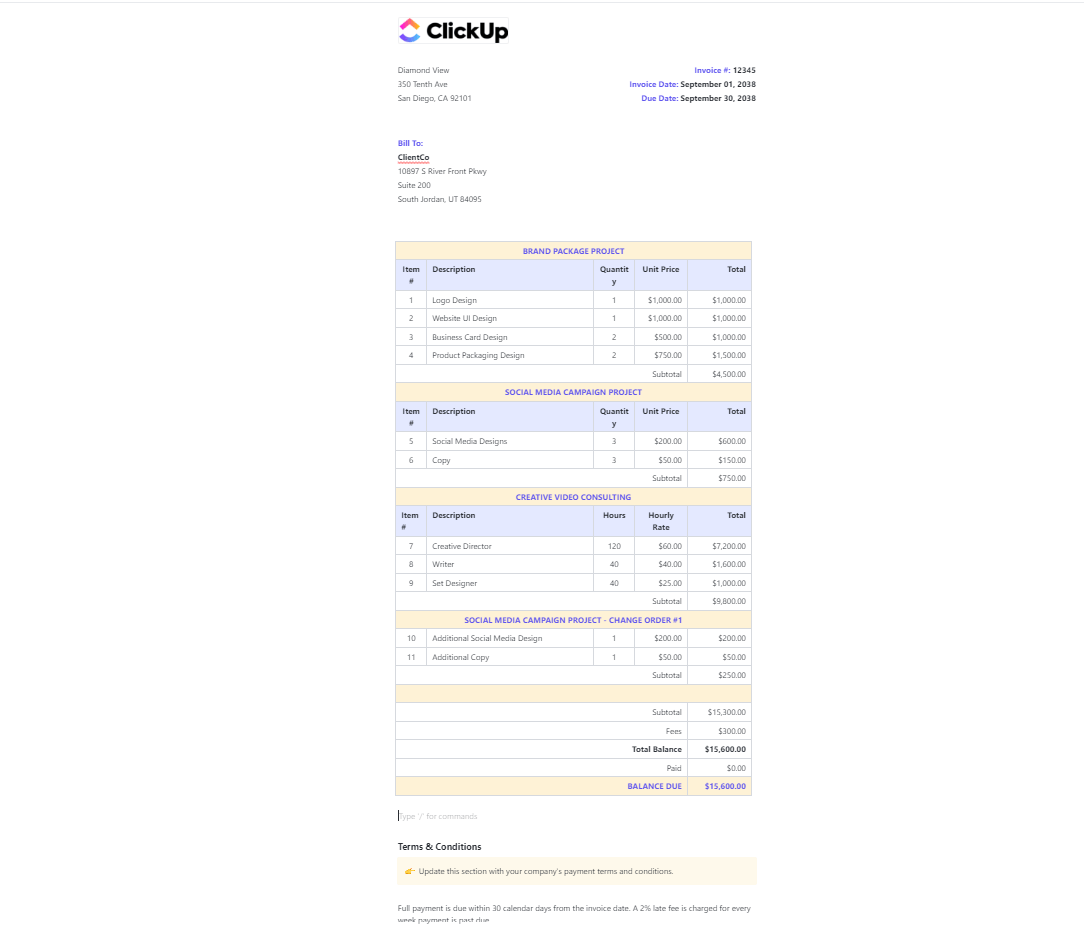 ClickUp
Diamond View
350 Tenth Ave
San Diego, CA 92101
Invoice #: 12345
Invoice Date: September 01, 2038
Due Date: September 30, 2038
Bill To:
ClientCo
10897 S River Front Pkwy
Suite 200
South Jordan, UT 84095
BRAND PACKAGE PROJECT
Item # Description Quantity Unit Price Total
1 Logo Design 1 $1,000.00 $1,000.00
2 Website UI Design 1 $1,000.00 $1,000.00
3 Business Card Design 2 $500.00 $1,000.00
4 Product Packaging Design 2 $750.00 $1,500.00
Subtotal $4,500.00
SOCIAL MEDIA CAMPAIGN PROJECT
Item # Description Quantity Unit Price Total
5 Social Media Designs 3 $200.00 $600.00
6 Copy 3 $50.00 $150.00
Subtotal $750.00
CREATIVE VIDEO CONSULTING
Item # Description Hours Hourly Rate Total
7 Creative Director 120 $60.00 $7,200.00
8 Writer 40 $40.00 $1,600.00
9 Set Designer 40 $25.00 $1,000.00
Subtotal $9,800.00
SOCIAL MEDIA CAMPAIGN PROJECT - CHANGE ORDER #1
10 Additional Social Media Design 1 $200.00 $200.00
11 Additional Copy 1 $50.00 $50.00
Subtotal $250.00
Subtotal $15,300.00
Fees $300.00
Total Balance $15,600.00
Paid $0.00
BALANCE DUE $15,600.00
Type '/' for commands
Terms & Conditions
👉 Update this section with your company's payment terms and conditions.
Full payment is due within 30 calendar days from the invoice date. A 2% late fee is charged for every
week payment is past due